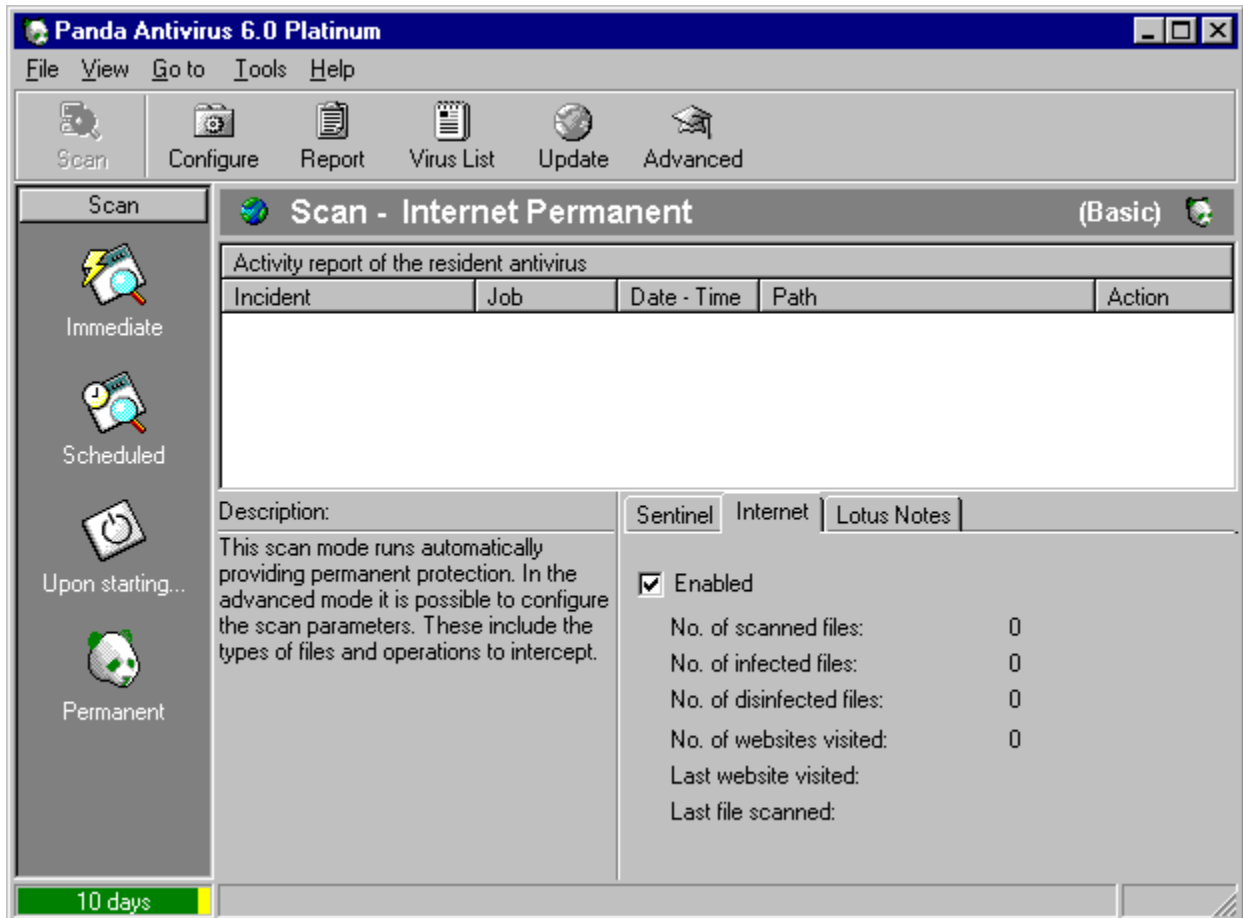 Panda Antivirus 6.0 Platinum
File View Go to Tools Help
Scan Configure Report Virus List Update Advanced
Scan
Immediate
Scheduled
Upon starting...
Permanent
Scan - Internet Permanent (Basic)
Activity report of the resident antivirus
Incident Job Date - Time Path Action
Description:
This scan mode runs automatically
providing permanent protection. In the
advanced mode it is possible to configure
the scan parameters. These include the
types of files and operations to intercept.
Sentinel Internet Lotus Notes
Enabled
No. of scanned files: 0
No. of infected files: 0
No. of disinfected files: 0
No. of websites visited: 0
Last website visited:
Last file scanned:
10 days